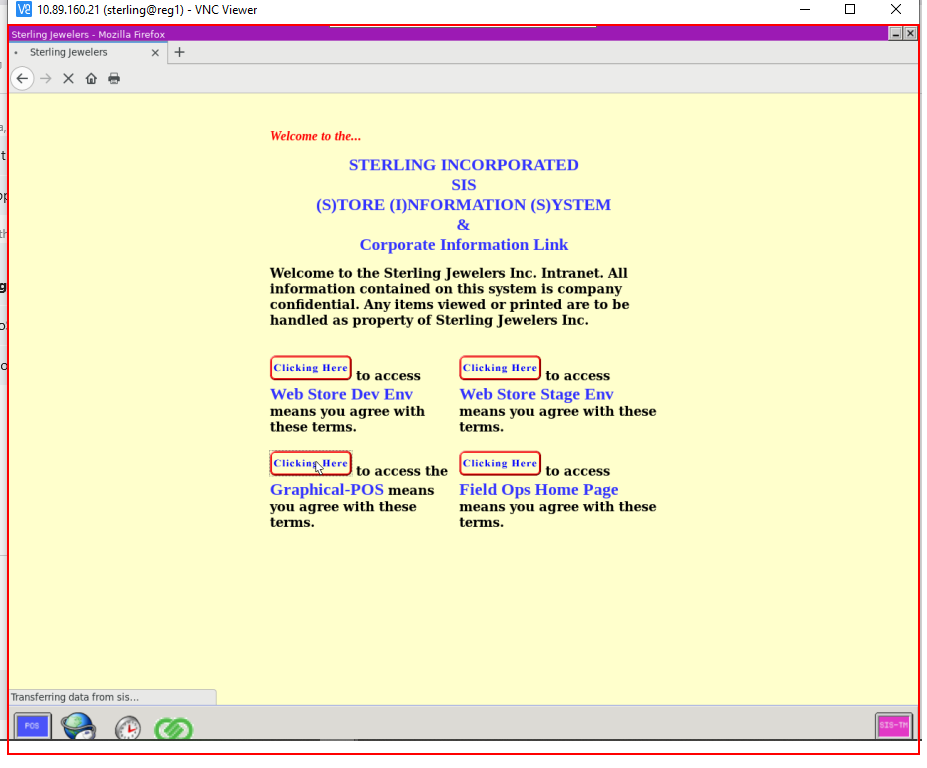 10.89.160.21 (sterling@reg1) - VNC Viewer
Sterling Jewelers - Mozilla Firefox
Sterling Jewelers
Welcome to the...
STERLING INCORPORATED
SIS
(S)TORE (I)NFORMATION (S)YSTEM
&
Corporate Information Link
Welcome to the Sterling Jewelers Inc. Intranet. All
information contained on this system is company
confidential. Any items viewed or printed are to be
handled as property of Sterling Jewelers Inc.
Clicking Here to access
Web Store Dev Env
means you agree with
these terms.
Clicking Here to access
Web Store Stage Env
means you agree with these
terms.
Clicking Here to access the
Graphical-POS means
you agree with these
terms.
Clicking Here to access
Field Ops Home Page
means you agree with these
terms.
Transferring data from sis...
POS
SIS-TM